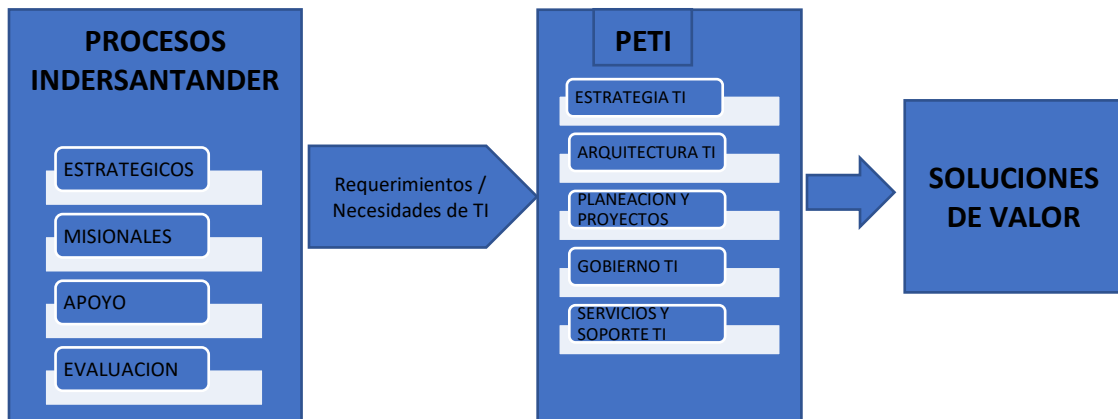 PROCESOS
INDERSANTANDER
ESTRATEGICOS
MISIONALES
APOYO
EVALUACION
Requerimientos /
Necesidades de TI
PETI
ESTRATEGIA TI
ARQUITECTURA TI
PLANEACION Y
PROYECTOS
GOBIERNO TI
SERVICIOS Y
SOPORTE TI
SOLUCIONES
DE VALOR